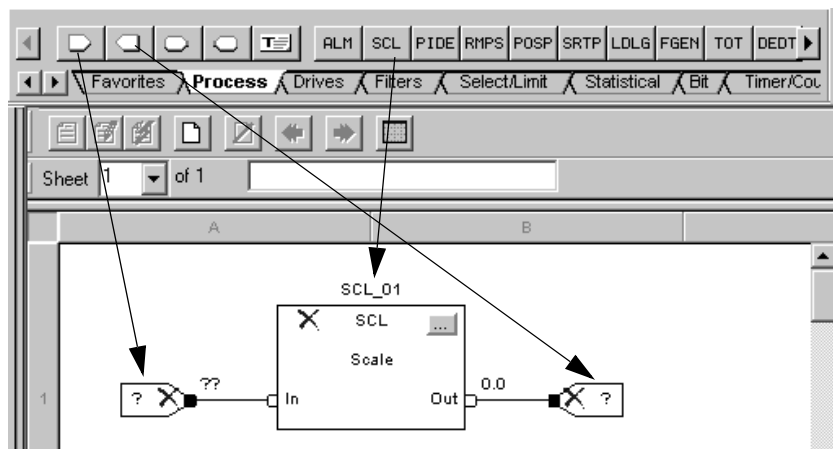 ALM SCL PIDE RMPS POSP SRTP LDLG FGEN TOT DEDT
Favorites Process Drives Filters Select/Limit Statistical Bit Timer/Cou
Sheet 1 of 1
A B
SCL_01
SCL ...
Scale
? ?? In Out 0.0 ?
1